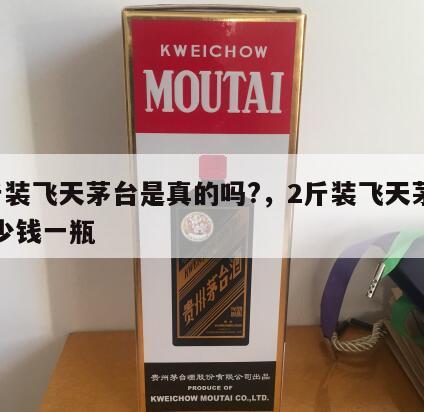 KWEICHOW
MOUTAI
斤装飞天茅台是真的吗?，2斤装飞天茅
少钱一瓶
贵州茅台酒
贵州茅台酒股份有限公司出品
PRODUCE OF
KWEICHOW MOUTAI CO.,LTD.